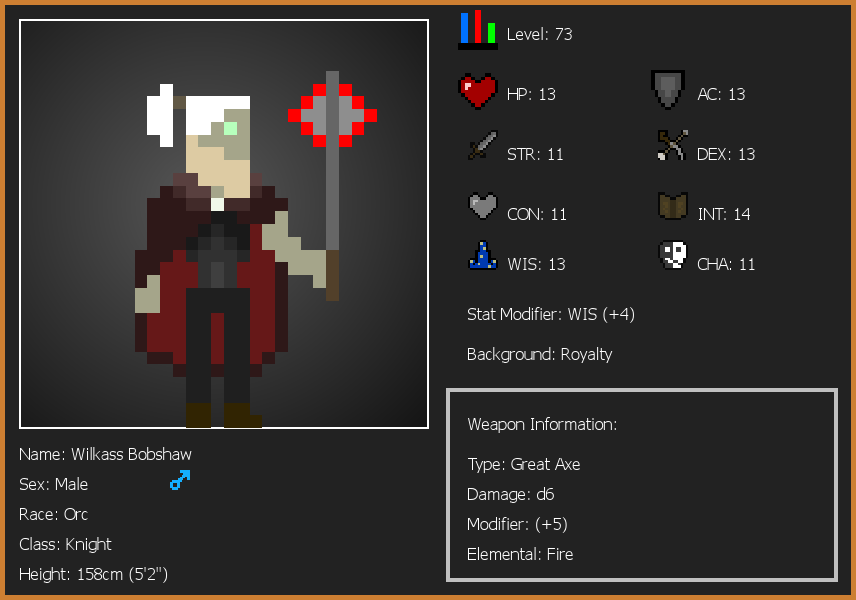 Level: 73
HP: 13
AC: 13
STR: 11
DEX: 13
CON: 11
INT: 14
WIS: 13
CHA: 11
Stat Modifier: WIS (+4)
Background: Royalty
Weapon Information:
Type: Great Axe
Damage: d6
Modifier: (+5)
Elemental: Fire
Name: Wilkass Bobshaw
Sex: Male
Race: Orc
Class: Knight
Height: 158cm (5'2")